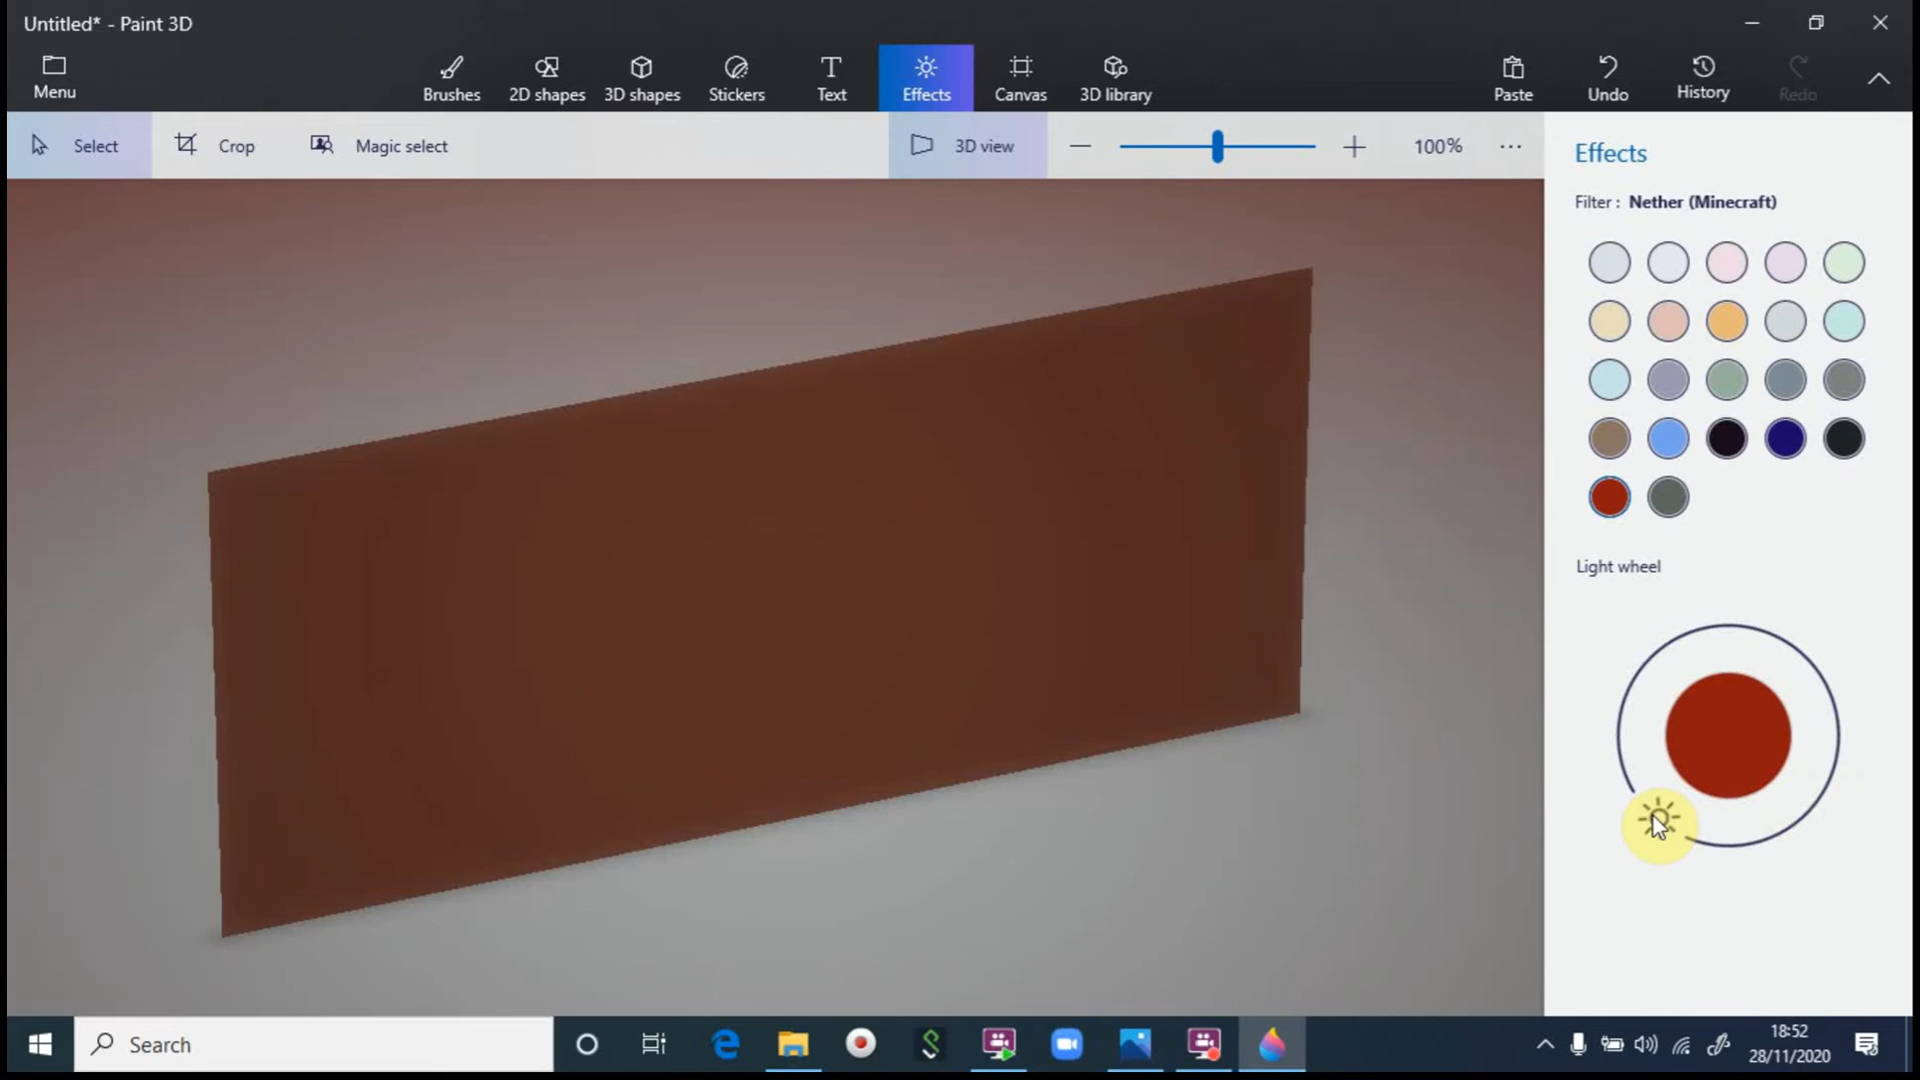 Untitled* - Paint 3D
Menu
Brushes
2D shapes
3D shapes
Stickers
Text
Effects
Canvas
3D library
Paste
Undo
History
Redo
Select
Crop
Magic select
3D view
100%
Effects
Filter : Nether (Minecraft)
Light wheel
Search
18:52
28/11/2020